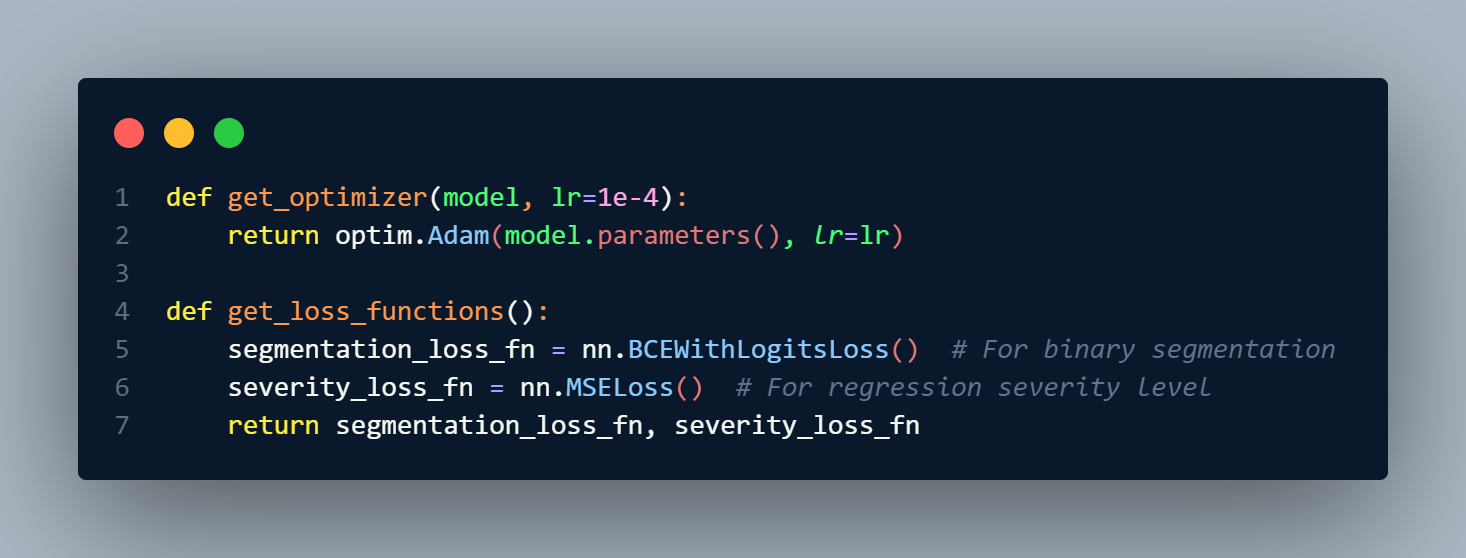 1 def get_optimizer(model, lr=1e-4):
2     return optim.Adam(model.parameters(), lr=lr)
3
4 def get_loss_functions():
5     segmentation_loss_fn = nn.BCEWithLogitsLoss()  # For binary segmentation
6     severity_loss_fn = nn.MSELoss()  # For regression severity level
7     return segmentation_loss_fn, severity_loss_fn